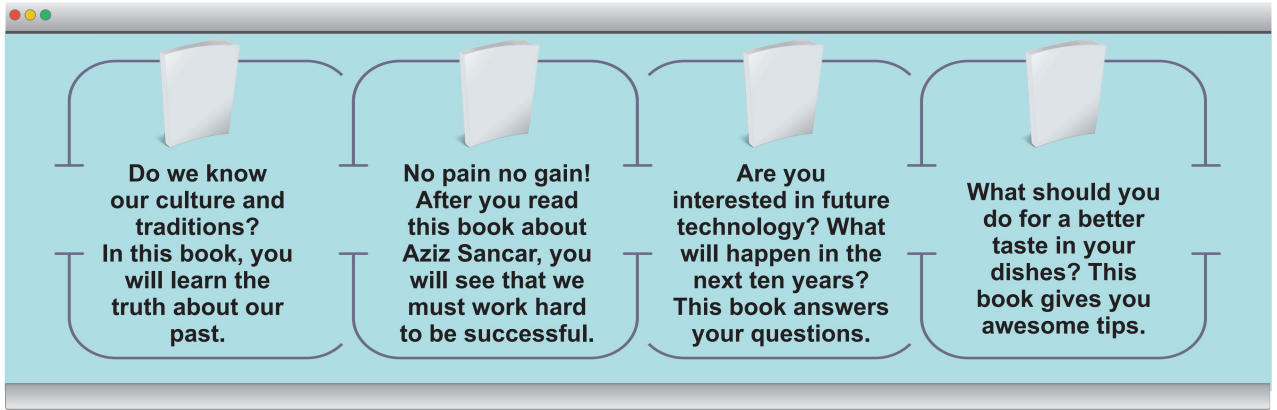 Do we know
our culture and
traditions?
In this book, you
will learn the
truth about our
past.
No pain no gain!
After you read
this book about
Aziz Sancar, you
will see that we
must work hard
to be successful.
Are you
interested in future
technology? What
will happen in the
next ten years?
This book answers
your questions.
What should you
do for a better
taste in your
dishes? This
book gives you
awesome tips.